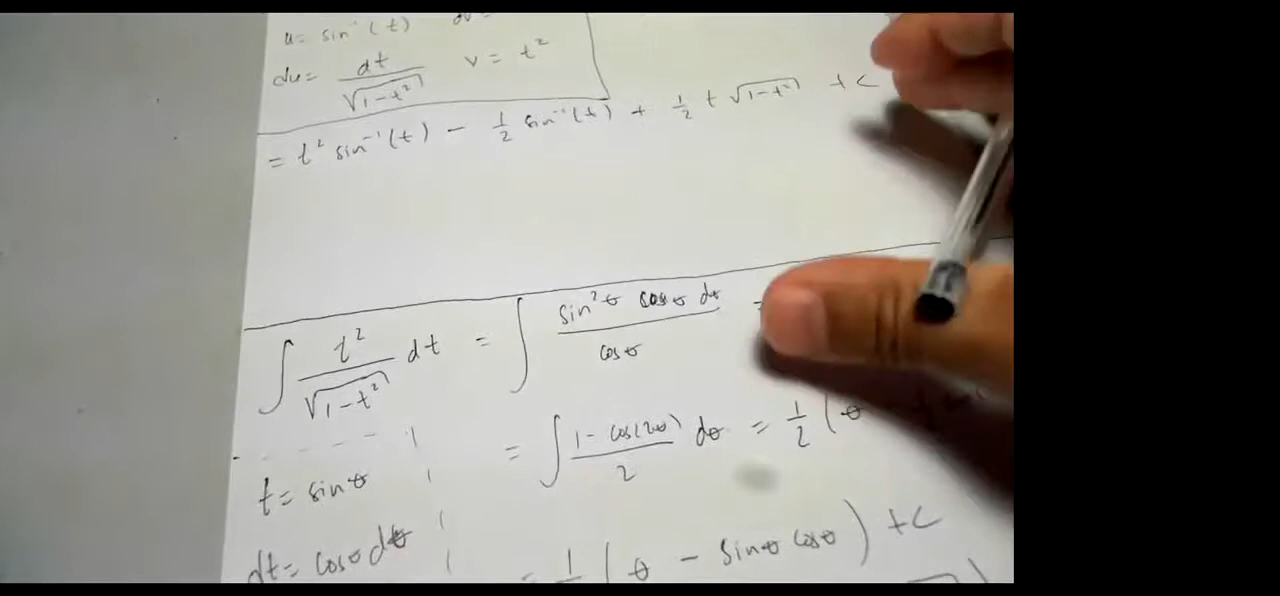 u= sin⁻¹(t)
du= dt/√(1-t²) v= t²
= t² sin⁻¹(t) - 1/2 sin⁻¹(t) + 1/2 t √(1-t²) +c
∫ t²/√(1-t²) dt = ∫ sin²θ cosθ dθ/cosθ
= ∫ (1- cos(2θ))/2 dθ = 1/2 (θ
t= sinθ
dt= cosθ dθ
= 1/2 (θ - sinθ cosθ) +c